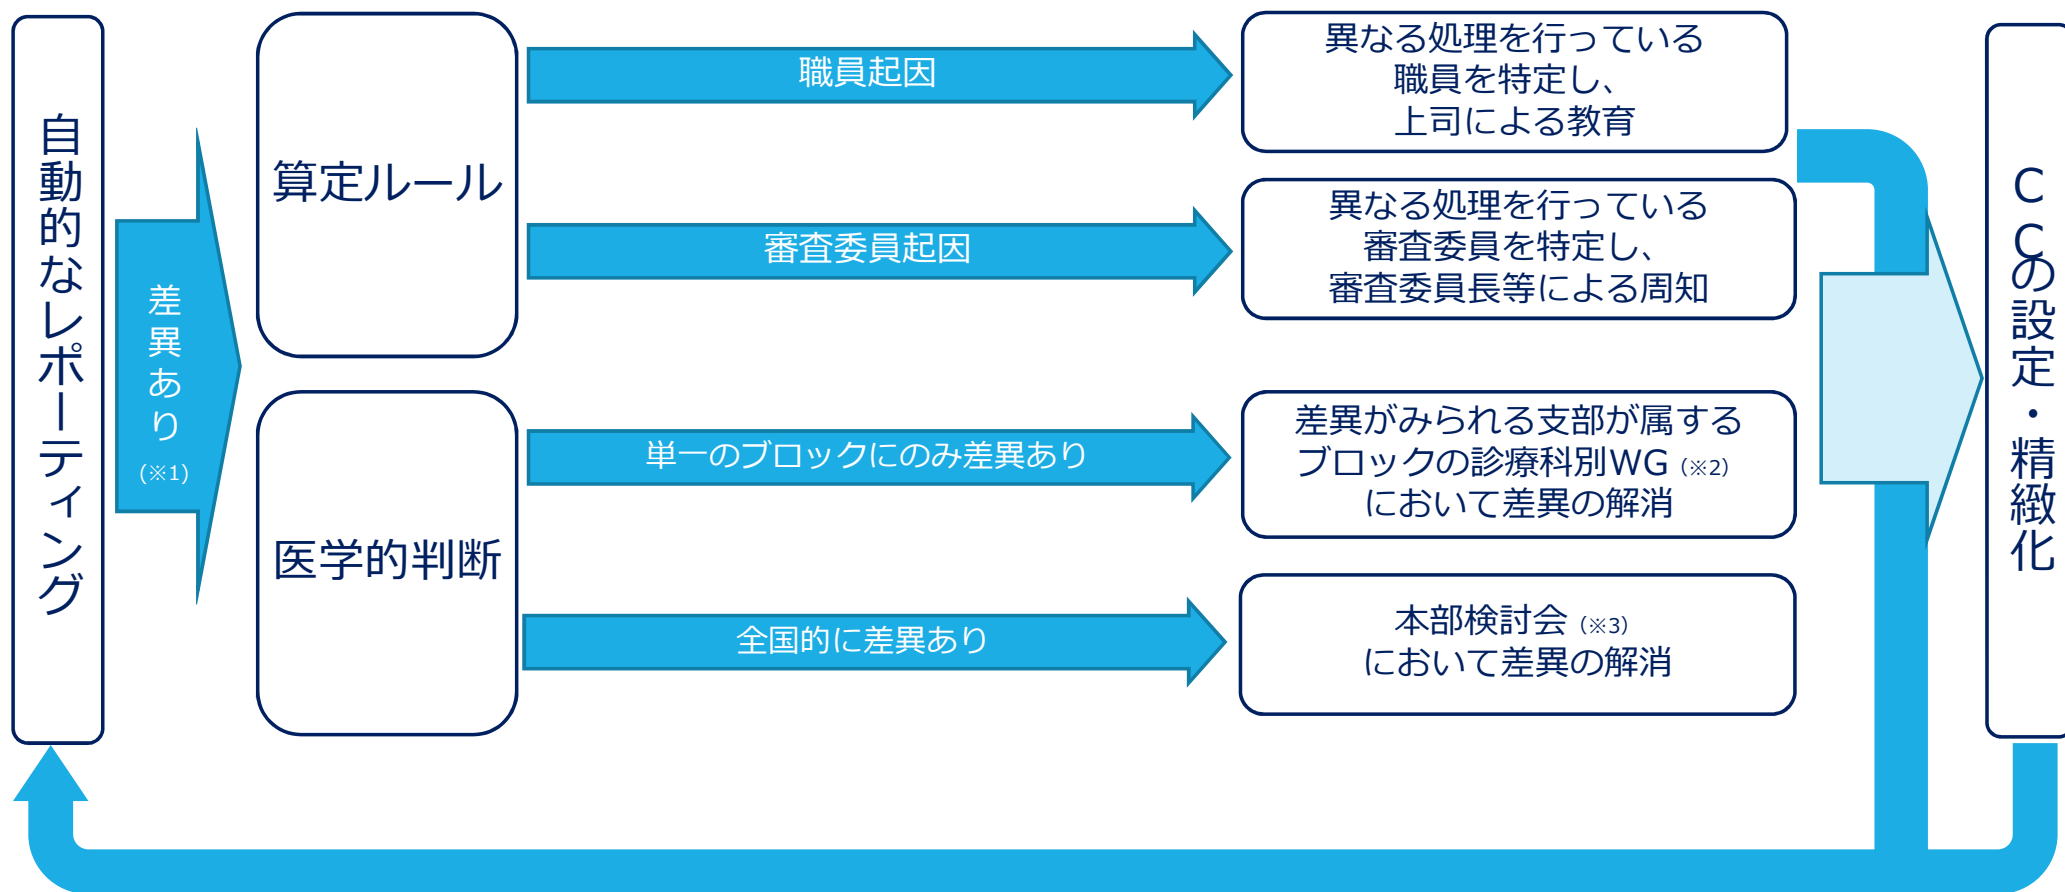 自動的なレポーティング
差異あり
（※1）
算定ルール
職員起因
異なる処理を行っている
職員を特定し、
上司による教育
審査委員起因
異なる処理を行っている
審査委員を特定し、
審査委員長等による周知
医学的判断
単一のブロックにのみ差異あり
差異がみられる支部が属する
ブロックの診療科別WG（※2）
において差異の解消
全国的に差異あり
本部検討会（※3）
において差異の解消
ＣＣの設定・精緻化